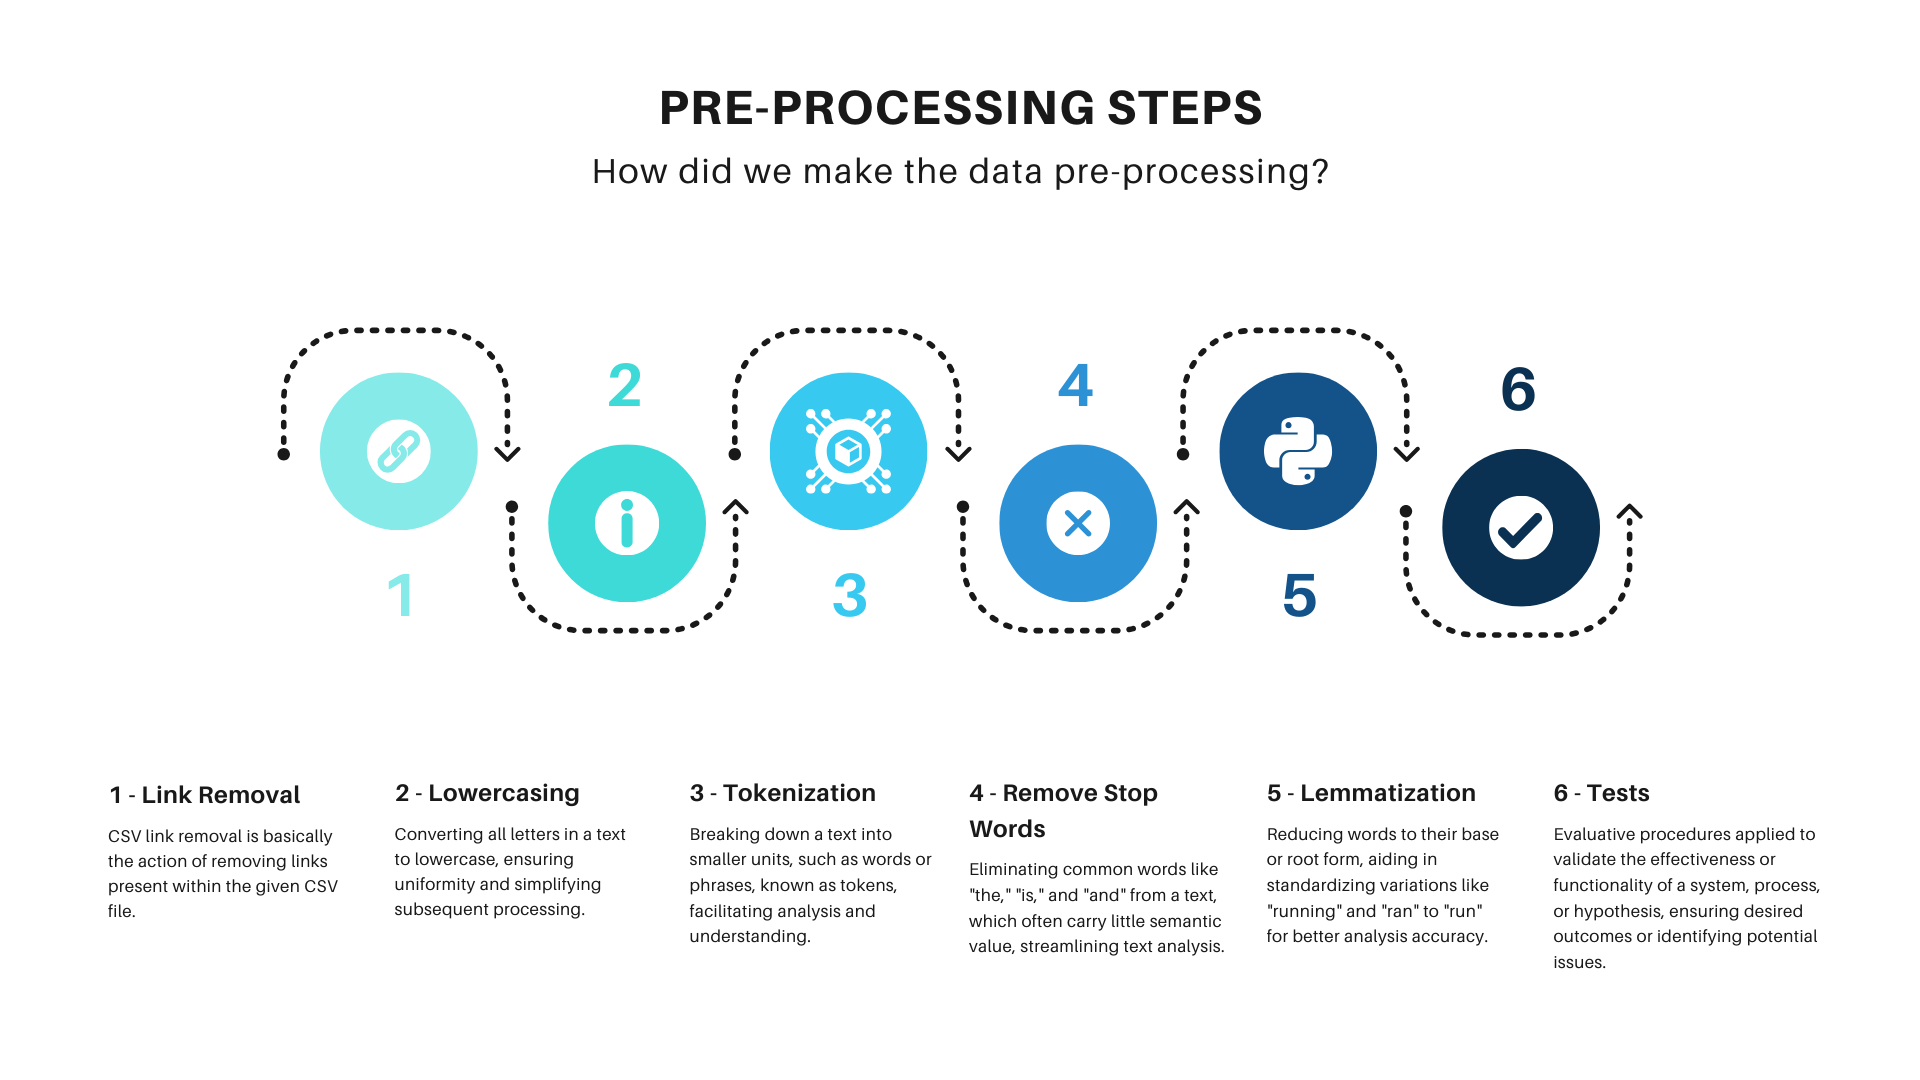 PRE-PROCESSING STEPS
How did we make the data pre-processing?
1
2
3
4
5
6
1 - Link Removal
CSV link removal is basically
the action of removing links
present within the given CSV
file.
2 - Lowercasing
Converting all letters in a text
to lowercase, ensuring
uniformity and simplifying
subsequent processing.
3 - Tokenization
Breaking down a text into
smaller units, such as words or
phrases, known as tokens,
facilitating analysis and
understanding.
4 - Remove Stop
Words
Eliminating common words like
"the," "is," and "and" from a text,
which often carry little semantic
value, streamlining text analysis.
5 - Lemmatization
Reducing words to their base
or root form, aiding in
standardizing variations like
"running" and "ran" to "run"
for better analysis accuracy.
6 - Tests
Evaluative procedures applied to
validate the effectiveness or
functionality of a system, process,
or hypothesis, ensuring desired
outcomes or identifying potential
issues.